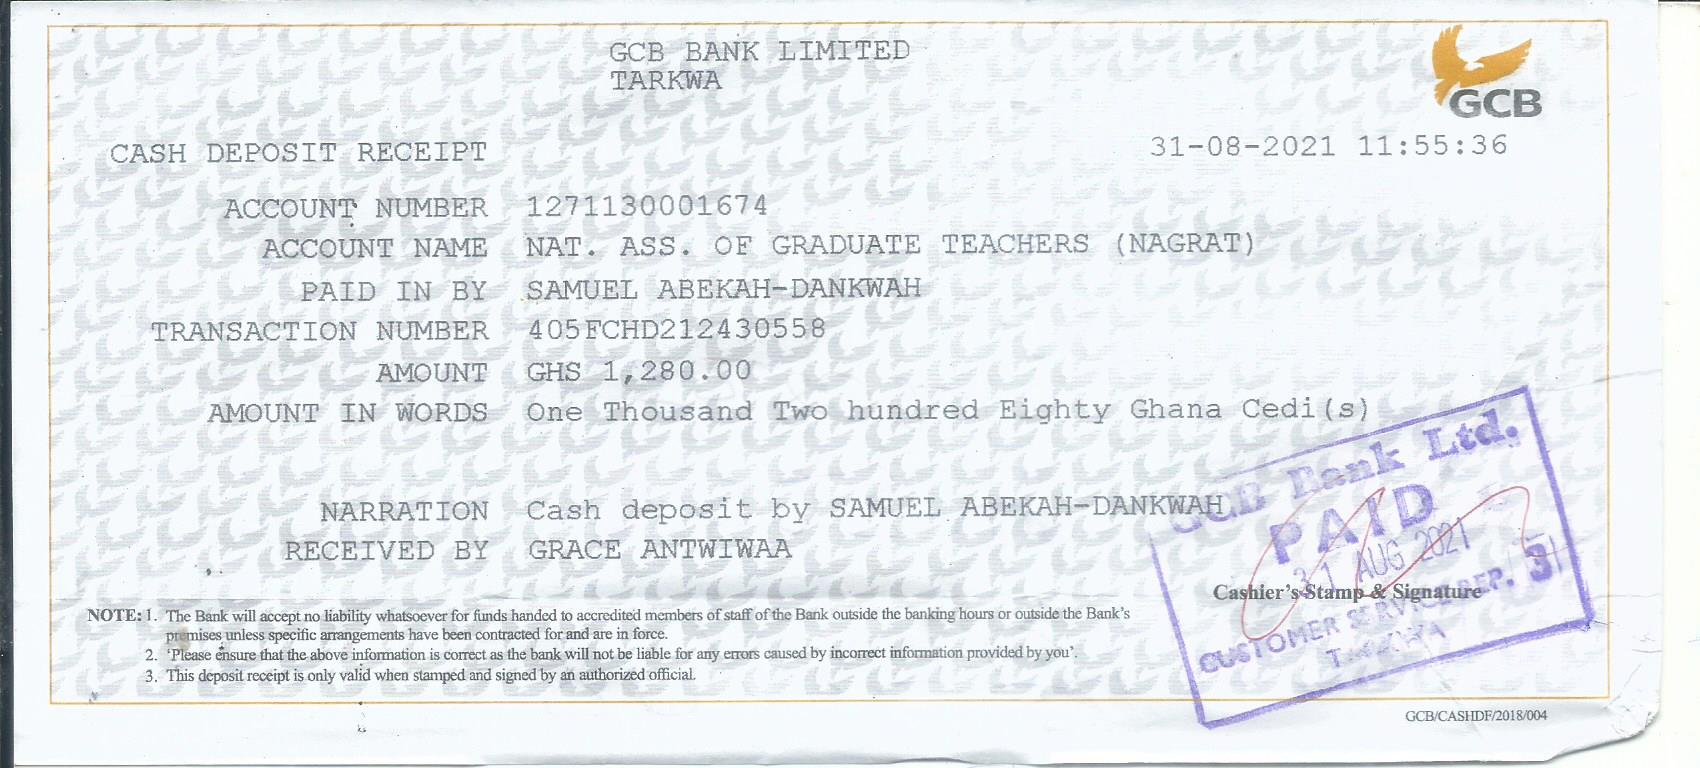 GCB BANK LIMITED
TARKWA
GCB
CASH DEPOSIT RECEIPT 31-08-2021 11:55:36
ACCOUNT NUMBER 1271130001674
ACCOUNT NAME NAT. ASS. OF GRADUATE TEACHERS (NAGRAT)
PAID IN BY SAMUEL ABEKAH-DANKWAH
TRANSACTION NUMBER 405FCHD212430558
AMOUNT GHS 1,280.00
AMOUNT IN WORDS One Thousand Two hundred Eighty Ghana Cedi(s)
NARRATION Cash deposit by SAMUEL ABEKAH-DANKWAH
RECEIVED BY GRACE ANTWIWAA
GCB Bank Ltd.
PAID
31 AUG 2021
Cashier's Stamp & Signature
CUSTOMER SERVICE REP. 3
TARKWA
NOTE: 1. The Bank will accept no liability whatsoever for funds handed to accredited members of staff of the Bank outside the banking hours or outside the Bank's
premises unless specific arrangements have been contracted for and are in force.
2. 'Please ensure that the above information is correct as the bank will not be liable for any errors caused by incorrect information provided by you'.
3. This deposit receipt is only valid when stamped and signed by an authorized official.
GCB/CASHDF/2018/004